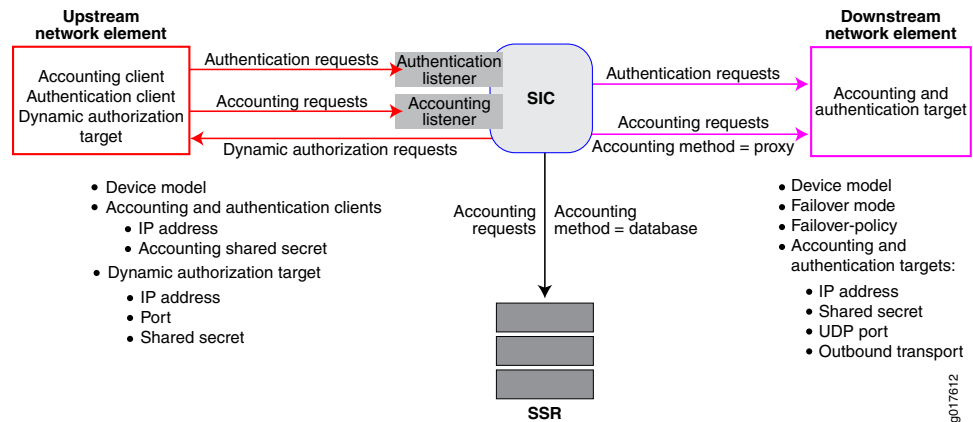 Upstream
network element
Accounting client
Authentication client
Dynamic authorization
target
Authentication requests
Accounting requests
Dynamic authorization requests
Authentication
listener
Accounting
listener
SIC
Authentication requests
Accounting requests
Accounting method = proxy
Downstream
network element
Accounting and
authentication target
• Device model
• Accounting and authentication clients
• IP address
• Accounting shared secret
• Dynamic authorization target
• IP address
• Port
• Shared secret
Accounting
requests
Accounting
method = database
SSR
• Device model
• Failover mode
• Failover-policy
• Accounting and
authentication targets:
• IP address
• Shared secret
• UDP port
• Outbound transport
g017612